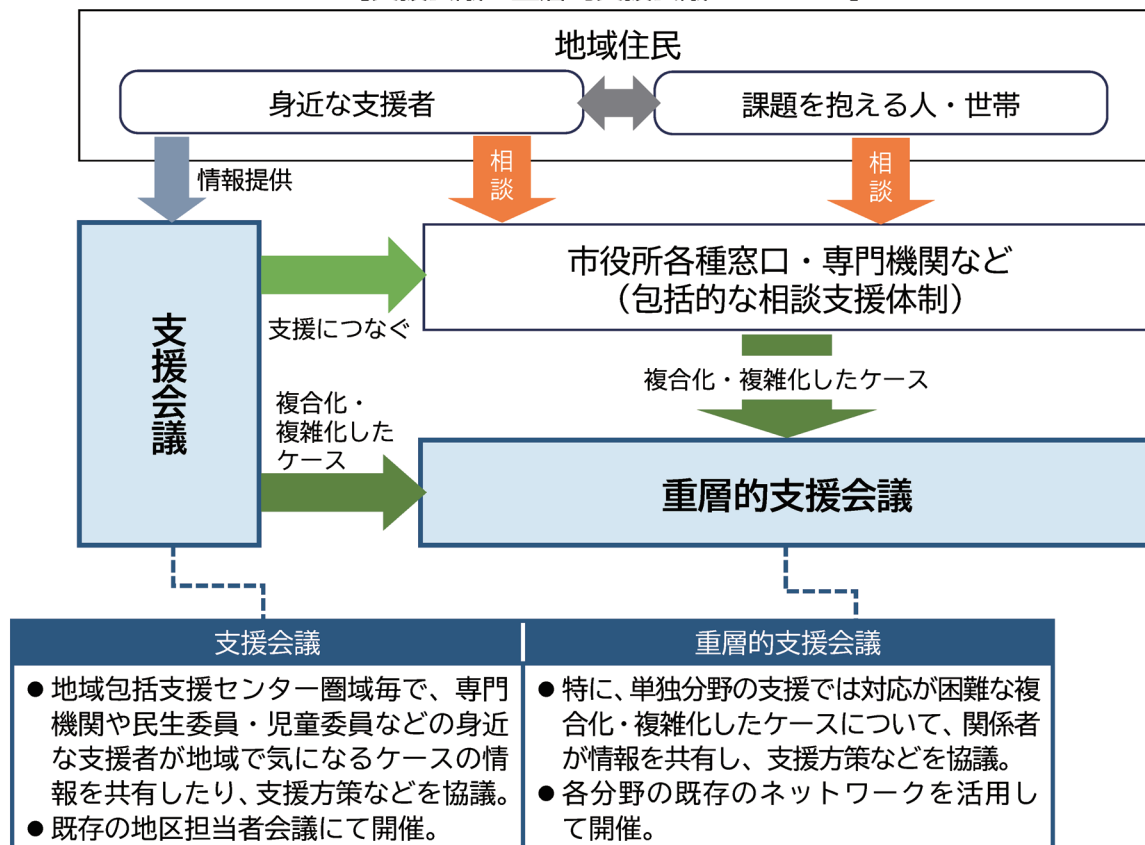 地域住民
身近な支援者
課題を抱える人・世帯
情報提供
相談
相談
支援会議
支援につなぐ
市役所各種窓口・専門機関など
（包括的な相談支援体制）
複合化・
複雑化した
ケース
複合化・複雑化したケース
重層的支援会議
支援会議
●地域包括支援センター圏域毎で、専門
機関や民生委員・児童委員などの身近
な支援者が地域で気になるケースの情
報を共有したり、支援方策などを協議。
●既存の地区担当者会議にて開催。
重層的支援会議
●特に、単独分野の支援では対応が困難な複
合化・複雑化したケースについて、関係者
が情報を共有し、支援方策などを協議。
●各分野の既存のネットワークを活用し
て開催。